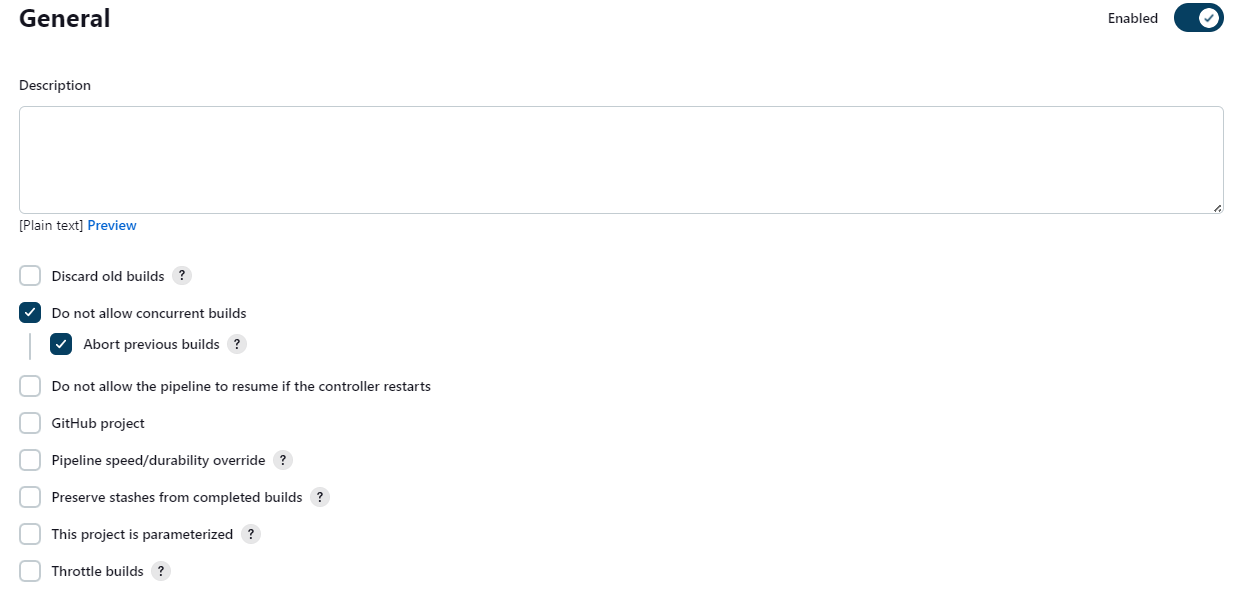 General
Enabled
Description
[Plain text] Preview
Discard old builds ?
Do not allow concurrent builds
Abort previous builds ?
Do not allow the pipeline to resume if the controller restarts
GitHub project
Pipeline speed/durability override ?
Preserve stashes from completed builds ?
This project is parameterized ?
Throttle builds ?